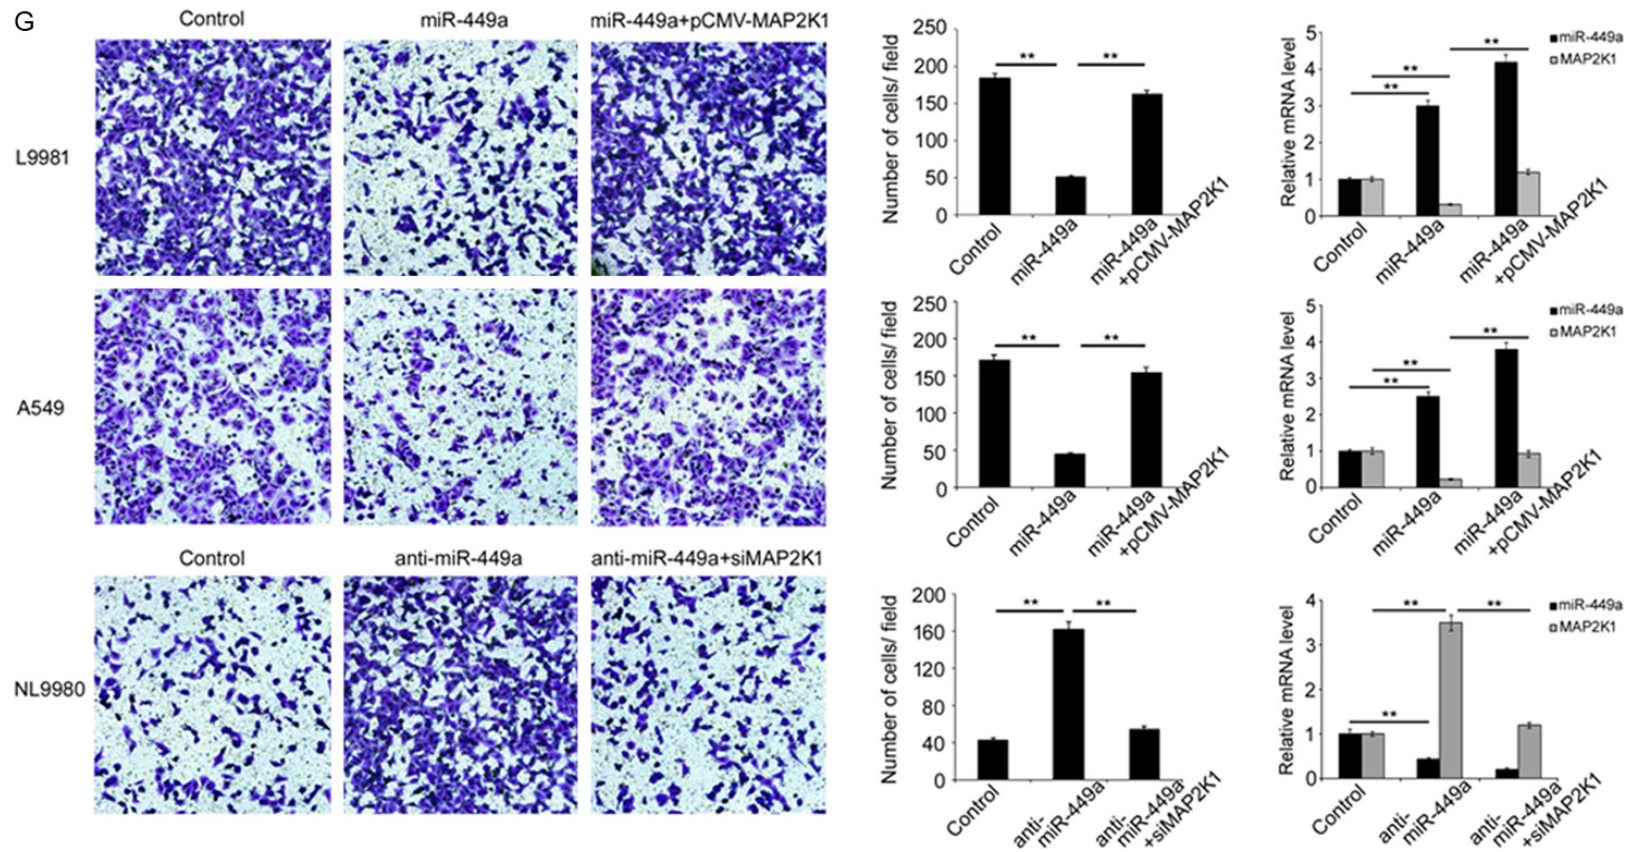 G
Control
miR-449a
miR-449a+pCMV-MAP2K1
L9981
A549
Control
anti-miR-449a
anti-miR-449a+siMAP2K1
NL9980
Number of cells/ field
250
200
150
100
50
0
**
**
Control
miR-449a
miR-449a
+pCMV-MAP2K1
Relative mRNA level
5
4
3
2
1
0
**
**
**
miR-449a
MAP2K1
Control
miR-449a
miR-449a
+pCMV-MAP2K1
Number of cells/ field
250
200
150
100
50
0
**
**
Control
miR-449a
miR-449a
+pCMV-MAP2K1
Relative mRNA level
5
4
3
2
1
0
**
**
**
miR-449a
MAP2K1
Control
miR-449a
miR-449a
+pCMV-MAP2K1
Number of cells/ field
200
160
120
80
40
0
**
**
Control
anti-
miR-449a
anti-
miR-449a
+siMAP2K1
Relative mRNA level
4
3
2
1
0
**
**
**
miR-449a
MAP2K1
Control
anti-
miR-449a
anti-
miR-449a
+siMAP2K1